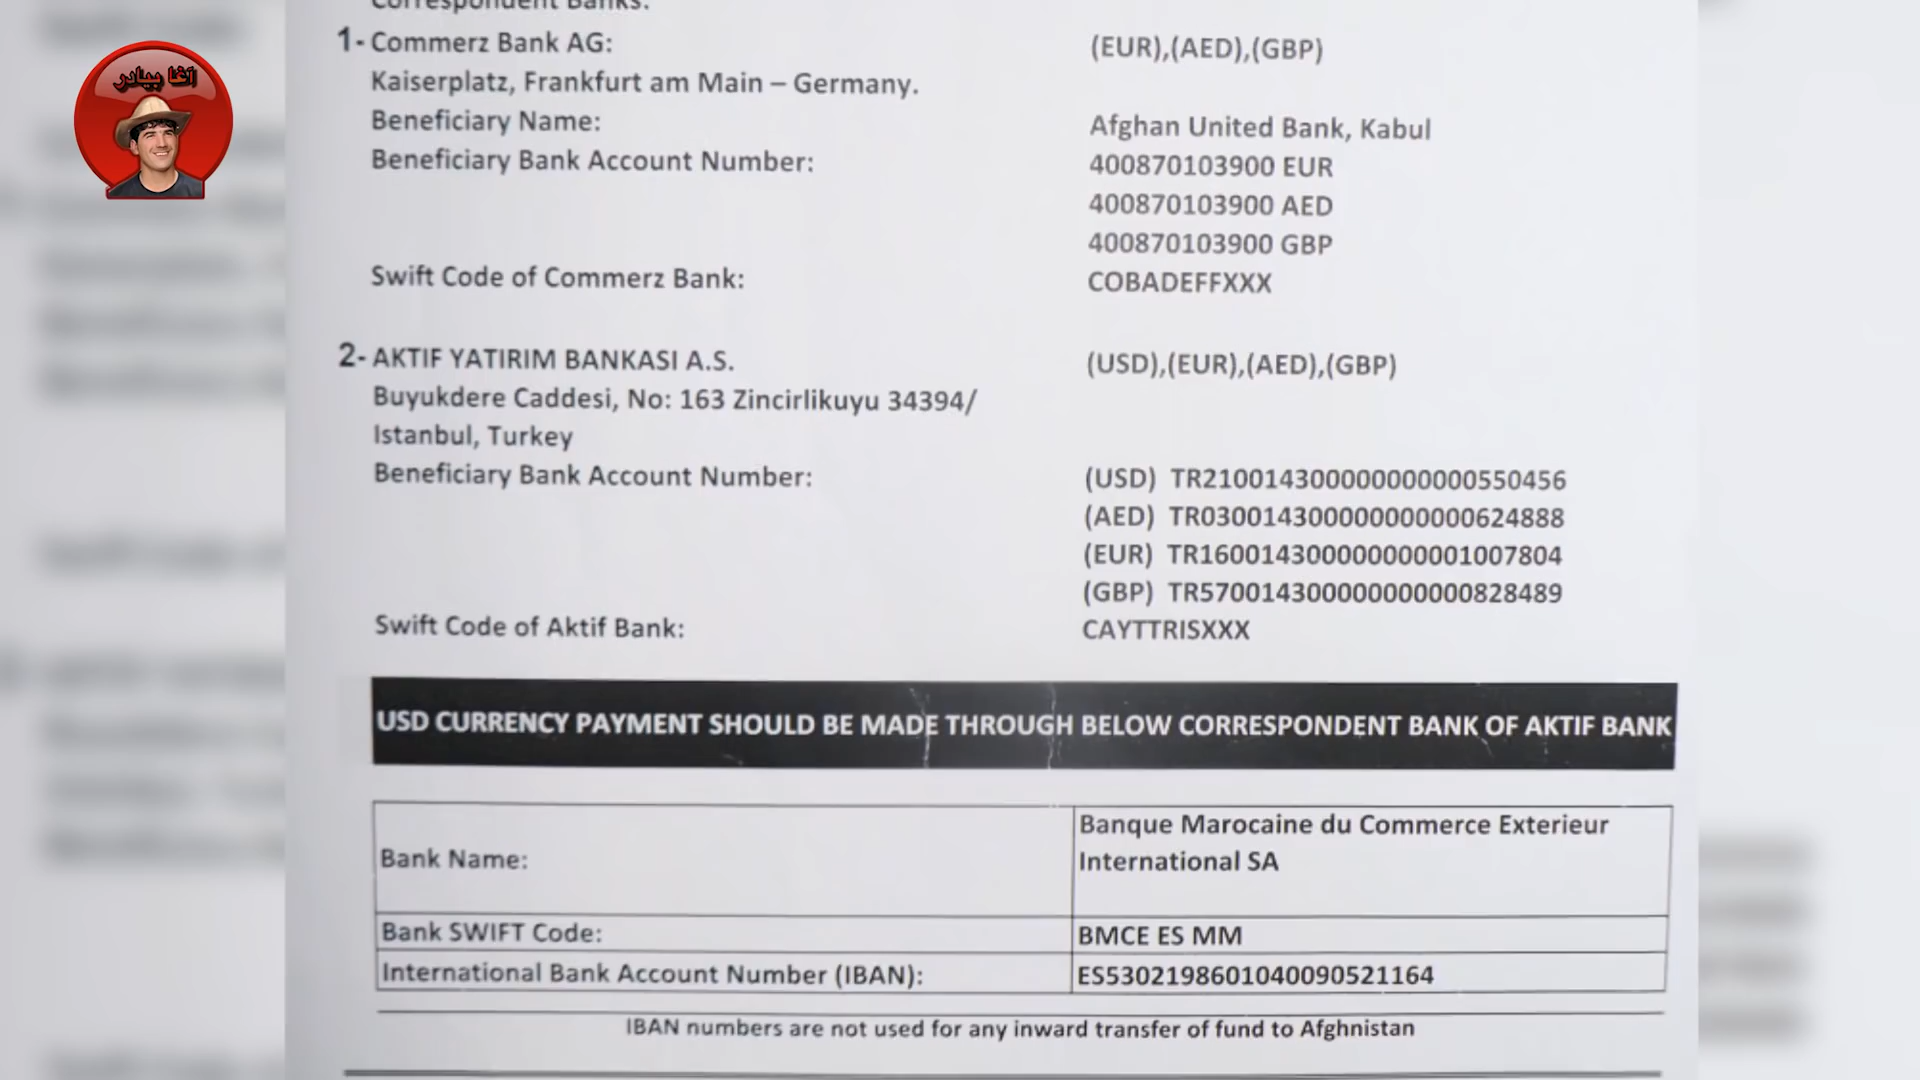 آغا بیادر
Correspondent Banks:
1- Commerz Bank AG: (EUR),(AED),(GBP)
Kaiserplatz, Frankfurt am Main – Germany.
Beneficiary Name: Afghan United Bank, Kabul
Beneficiary Bank Account Number: 400870103900 EUR
400870103900 AED
400870103900 GBP
Swift Code of Commerz Bank: COBADEFFXXX
2- AKTIF YATIRIM BANKASI A.S. (USD),(EUR),(AED),(GBP)
Buyukdere Caddesi, No: 163 Zincirlikuyu 34394/
Istanbul, Turkey
Beneficiary Bank Account Number: (USD) TR210014300000000000550456
(AED) TR030014300000000000624888
(EUR) TR160014300000000001007804
(GBP) TR570014300000000000828489
Swift Code of Aktif Bank: CAYTTRISXXX
USD CURRENCY PAYMENT SHOULD BE MADE THROUGH BELOW CORRESPONDENT BANK OF AKTIF BANK
Bank Name: Banque Marocaine du Commerce Exterieur
International SA
Bank SWIFT Code: BMCE ES MM
International Bank Account Number (IBAN): ES5302198601040090521164
IBAN numbers are not used for any inward transfer of fund to Afghnistan